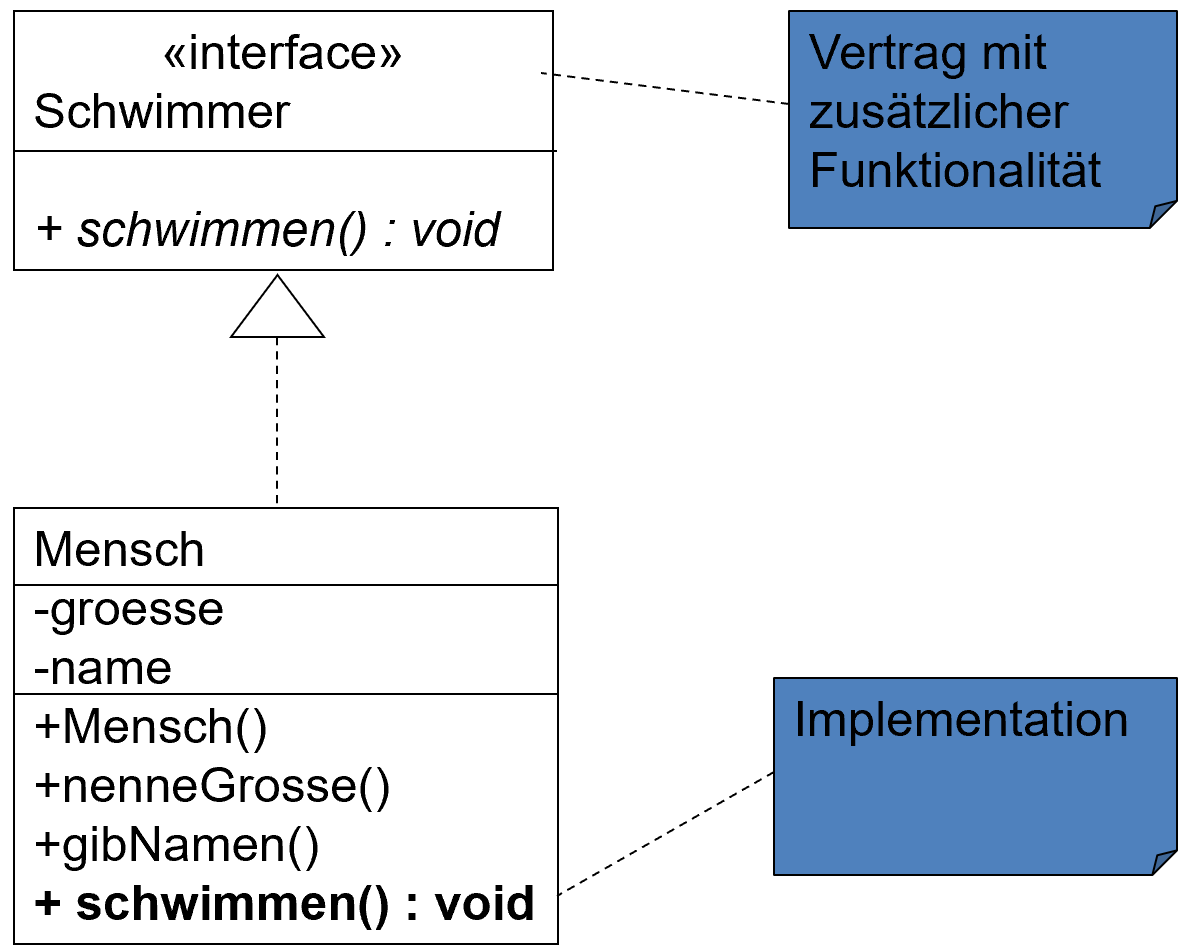 «interface»
Schwimmer
+ schwimmen() : void
Vertrag mit
zusätzlicher
Funktionalität
Mensch
-groesse
-name
+Mensch()
+nenneGrosse()
+gibNamen()
+ schwimmen() : void
Implementation